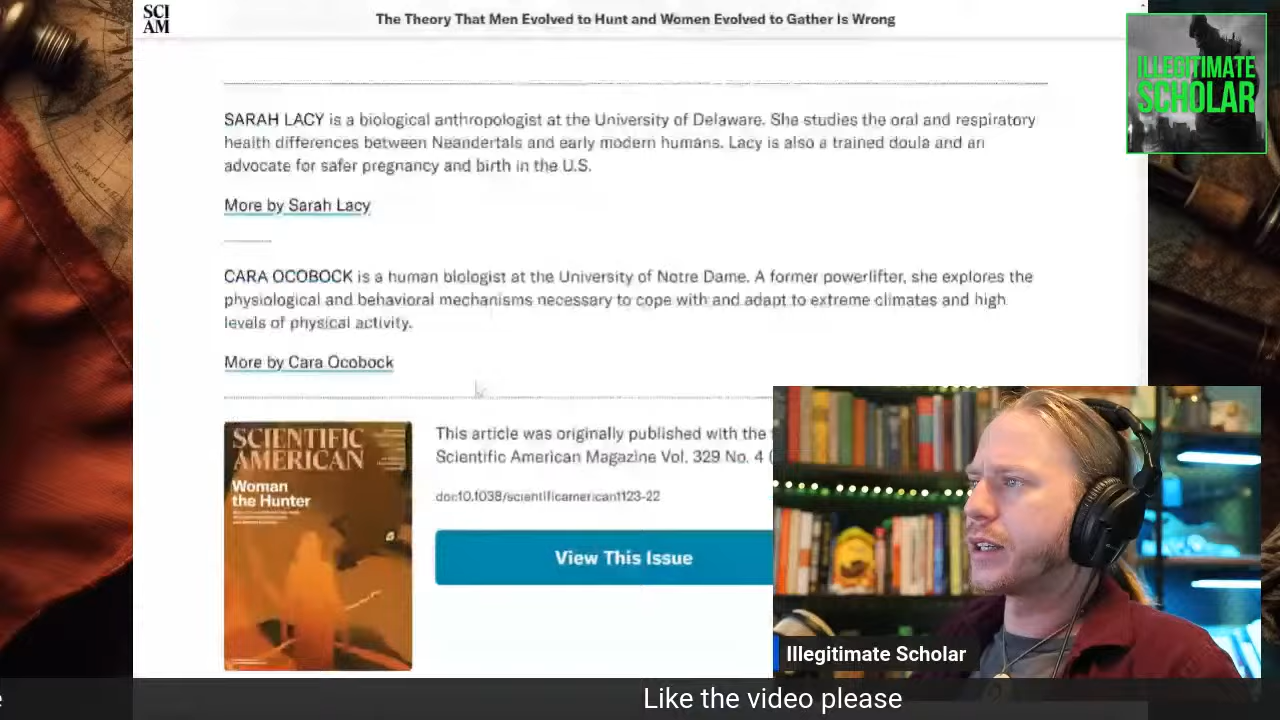 SCI
AM
The Theory That Men Evolved to Hunt and Women Evolved to Gather Is Wrong
ILLEGITIMATE
SCHOLAR
SARAH LACY is a biological anthropologist at the University of Delaware. She studies the oral and respiratory
health differences between Neandertals and early modern humans. Lacy is also a trained doula and an
advocate for safer pregnancy and birth in the U.S.
More by Sarah Lacy
CARA OCOBOCK is a human biologist at the University of Notre Dame. A former powerlifter, she explores the
physiological and behavioral mechanisms necessary to cope with and adapt to extreme climates and high
levels of physical activity.
More by Cara Ocobock
SCIENTIFIC
AMERICAN
Woman
the Hunter
This article was originally published with the
Scientific American Magazine Vol. 329 No. 4
doi:10.1038/scientificamerican1123-22
View This Issue
Illegitimate Scholar
e
Like the video please